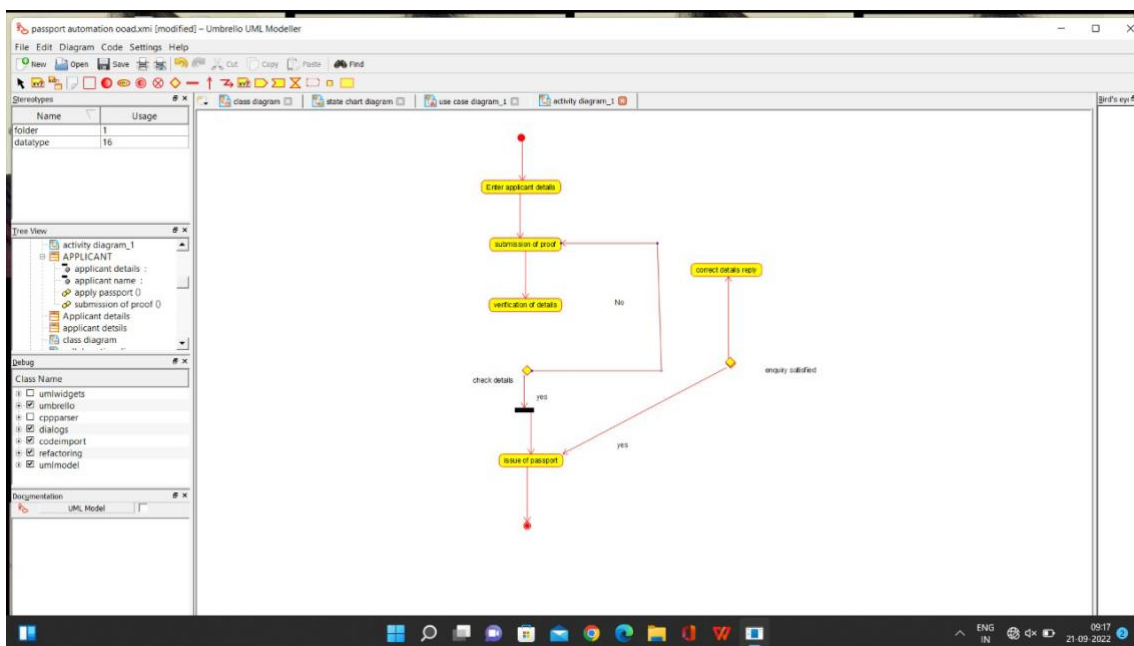 passport automation ooad.xmi [modified] – Umbrello UML Modeller
File Edit Diagram Code Settings Help
New Open Save Cut Copy Paste Find
Stereotypes
Name Usage
folder 1
datatype 16
Tree View
activity diagram_1
APPLICANT
applicant details :
applicant name :
apply passport ()
submission of proof ()
Applicant details
applicant detsils
class diagram
Debug
Class Name
umlwidgets
umbrello
cppparser
dialogs
codeimport
refactoring
umlmodel
Documentation
UML Model
class diagram
state chart diagram
use case diagram_1
activity diagram_1
Bird's eye
Enter applicant details
submission of proof
correct details reply
verification of details
No
check details
enquiry satisfied
yes
yes
issue of passport
ENG
IN
09:17
21-09-2022
2